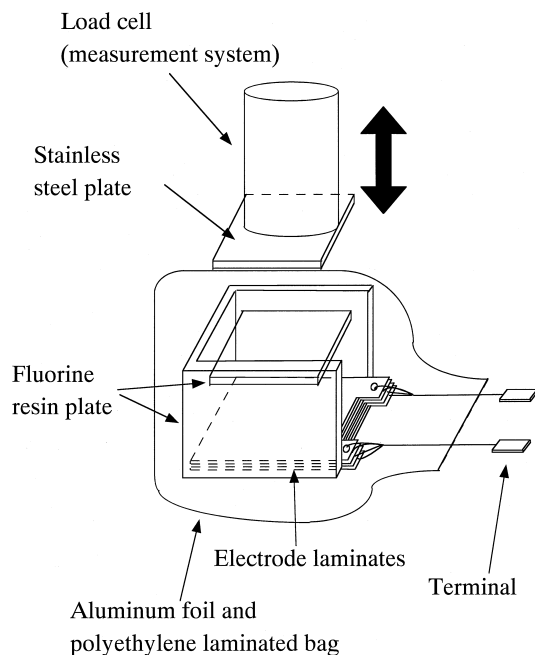 Load cell
(measurement system)
Stainless
steel plate
Fluorine
resin plate
Electrode laminates
Terminal
Aluminum foil and
polyethylene laminated bag